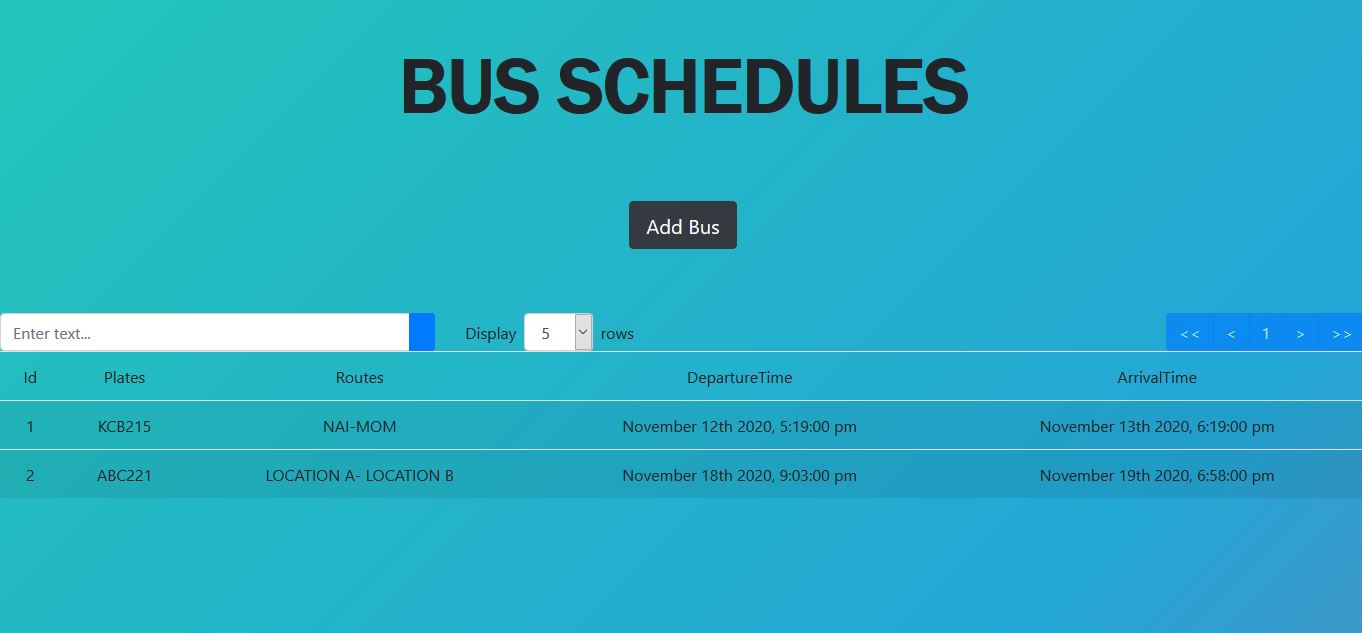 BUS SCHEDULES
Add Bus
Enter text... Display 5 rows << < 1 > >>
Id Plates Routes DepartureTime ArrivalTime
1 KCB215 NAI-MOM November 12th 2020, 5:19:00 pm November 13th 2020, 6:19:00 pm
2 ABC221 LOCATION A- LOCATION B November 18th 2020, 9:03:00 pm November 19th 2020, 6:58:00 pm